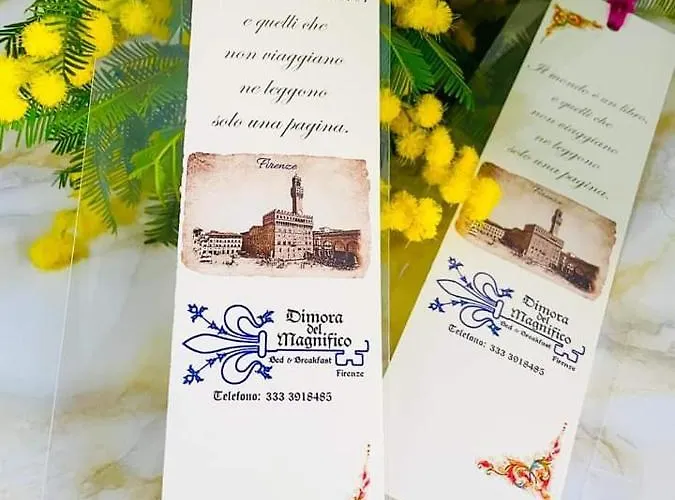 e quelli che
non viaggiano
ne leggono
solo una pagina.
Firenze
Dimora
del
Magnifico
Bed & Breakfast
Firenze
Telefono: 333 3918485
Il mondo è un libro,
e quelli che
non viaggiano
ne leggono
solo una pagina.
Firenze
Dimora
del
Magnifico
Bed & Breakfast
Firenze
Telefono: 333 3918485